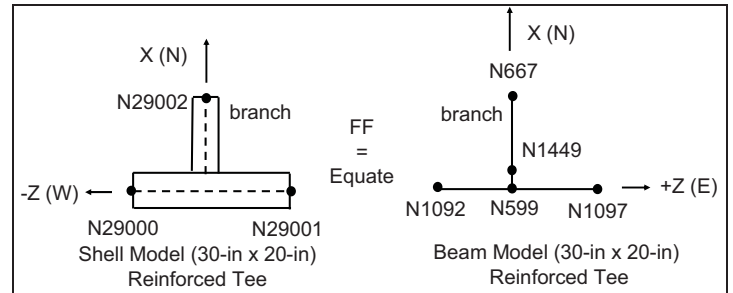 X (N)
N29002
branch
-Z (W)
N29000
N29001
Shell Model (30-in x 20-in)
Reinforced Tee
FF
=
Equate
X (N)
N667
branch
N1449
+Z (E)
N1092
N599
N1097
Beam Model (30-in x 20-in)
Reinforced Tee